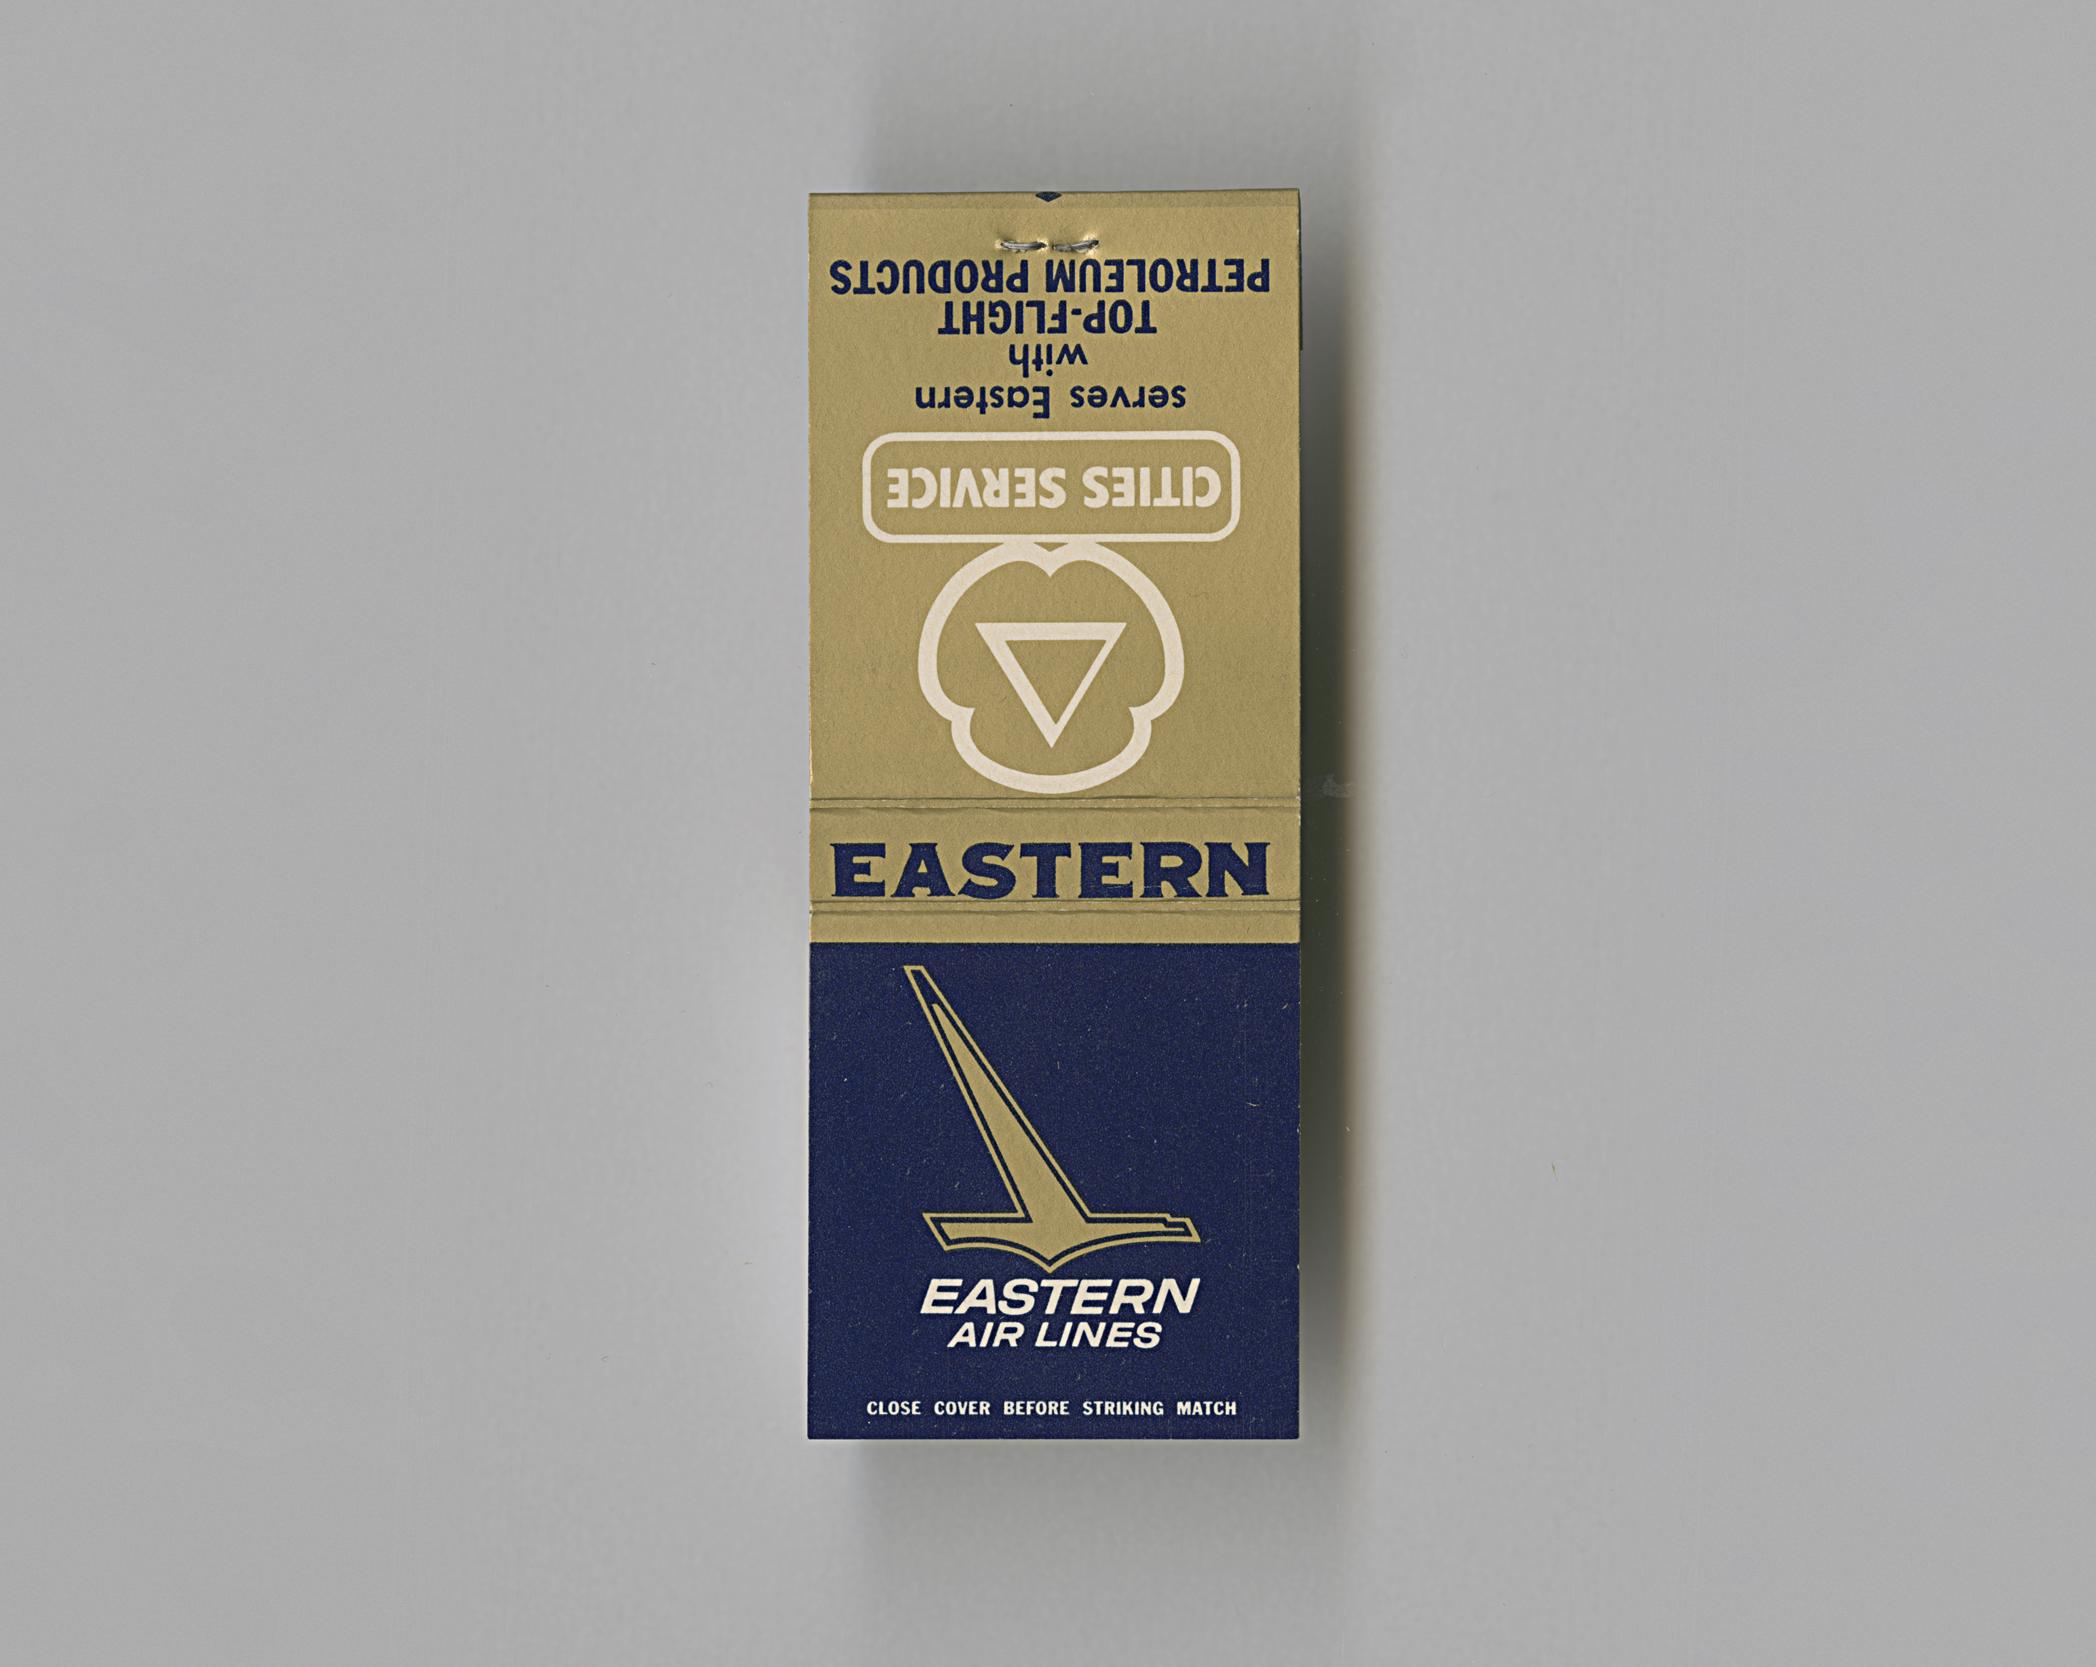 CITIES SERVICE
serves Eastern
with
TOP-FLIGHT
PETROLEUM PRODUCTS
EASTERN
EASTERN
AIR LINES
CLOSE COVER BEFORE STRIKING MATCH